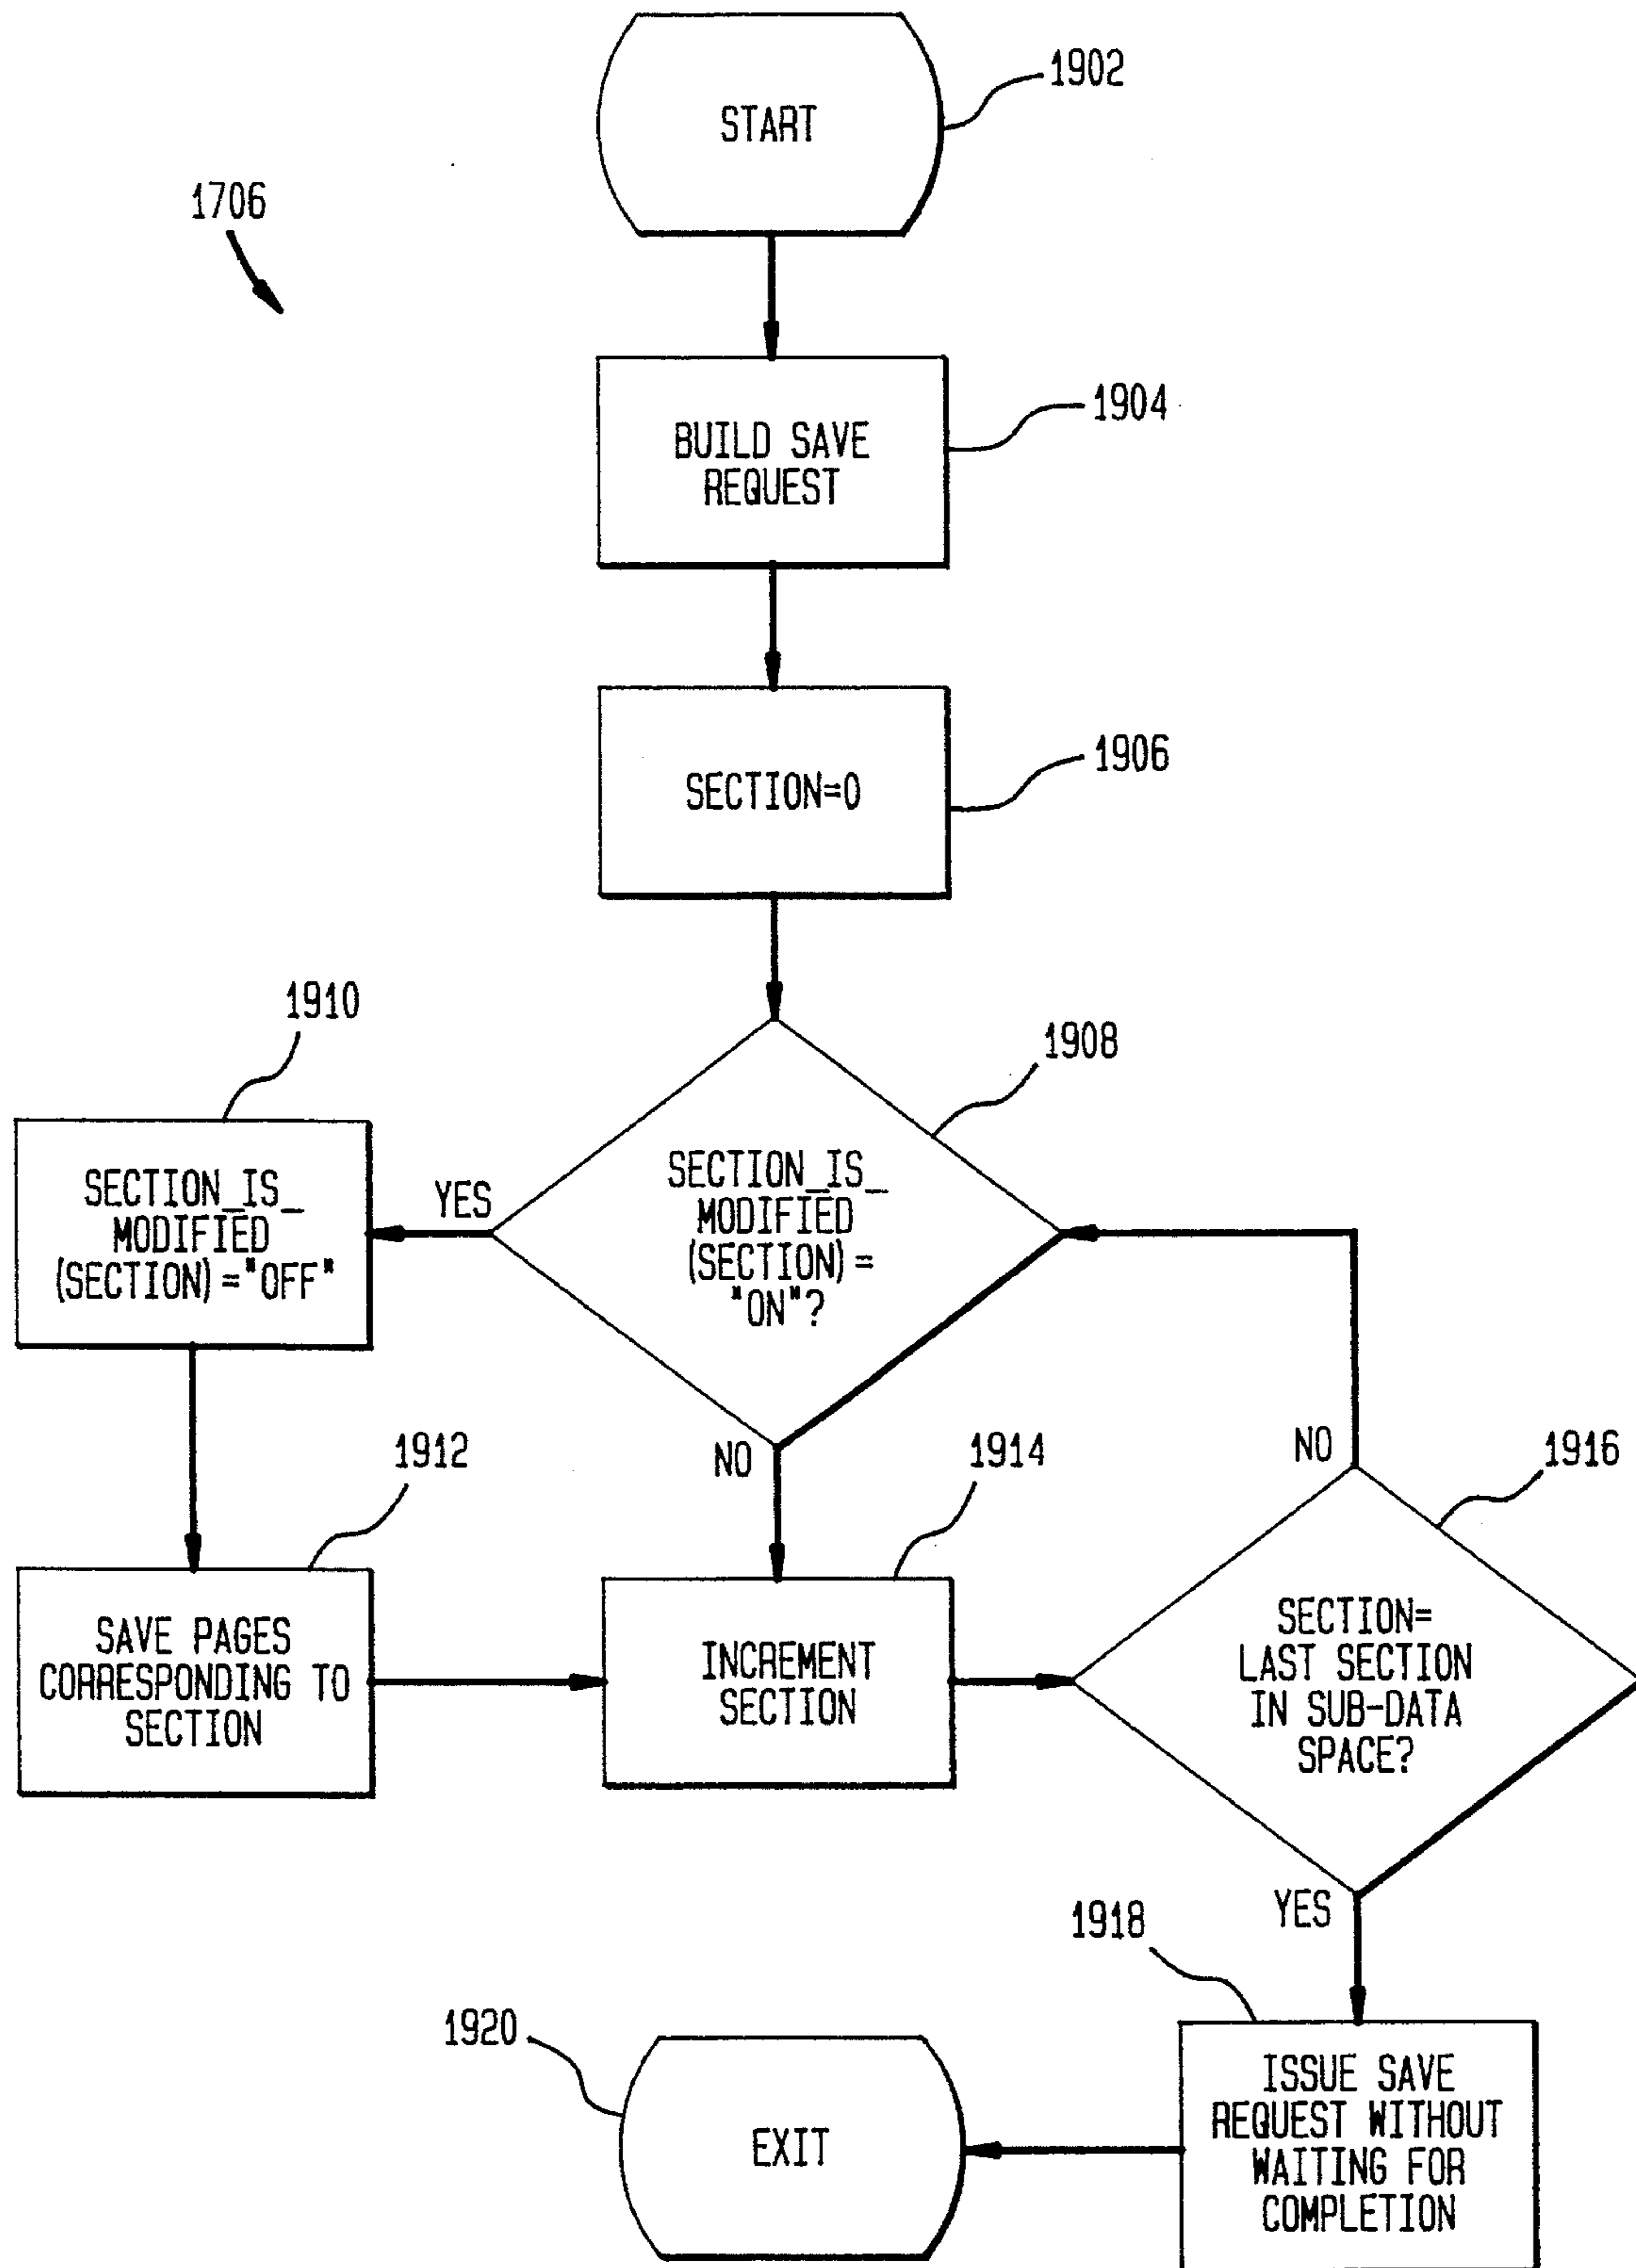 1902
START
1706
1904
BUILD SAVE
REQUEST
1906
SECTION=0
1910
1908
SECTION_IS_
MODIFIED
(SECTION)="OFF"
YES
SECTION_IS_
MODIFIED
(SECTION)=
"ON"?
1912
NO
1914
NO
1916
SAVE PAGES
CORRESPONDING TO
SECTION
INCREMENT
SECTION
SECTION=
LAST SECTION
IN SUB-DATA
SPACE?
YES
1918
1920
EXIT
ISSUE SAVE
REQUEST WITHOUT
WAITING FOR
COMPLETION